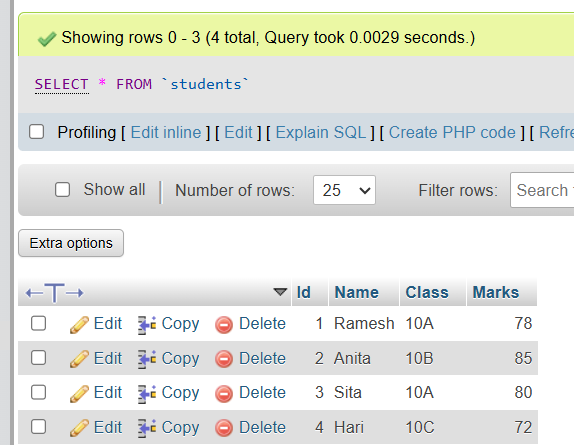 Showing rows 0 - 3 (4 total, Query took 0.0029 seconds.)
SELECT * FROM `students`
Profiling [ Edit inline ] [ Edit ] [ Explain SQL ] [ Create PHP code ] [ Refre
Show all Number of rows: 25 Filter rows: Search
Extra options
Id Name Class Marks
Edit Copy Delete 1 Ramesh 10A 78
Edit Copy Delete 2 Anita 10B 85
Edit Copy Delete 3 Sita 10A 80
Edit Copy Delete 4 Hari 10C 72